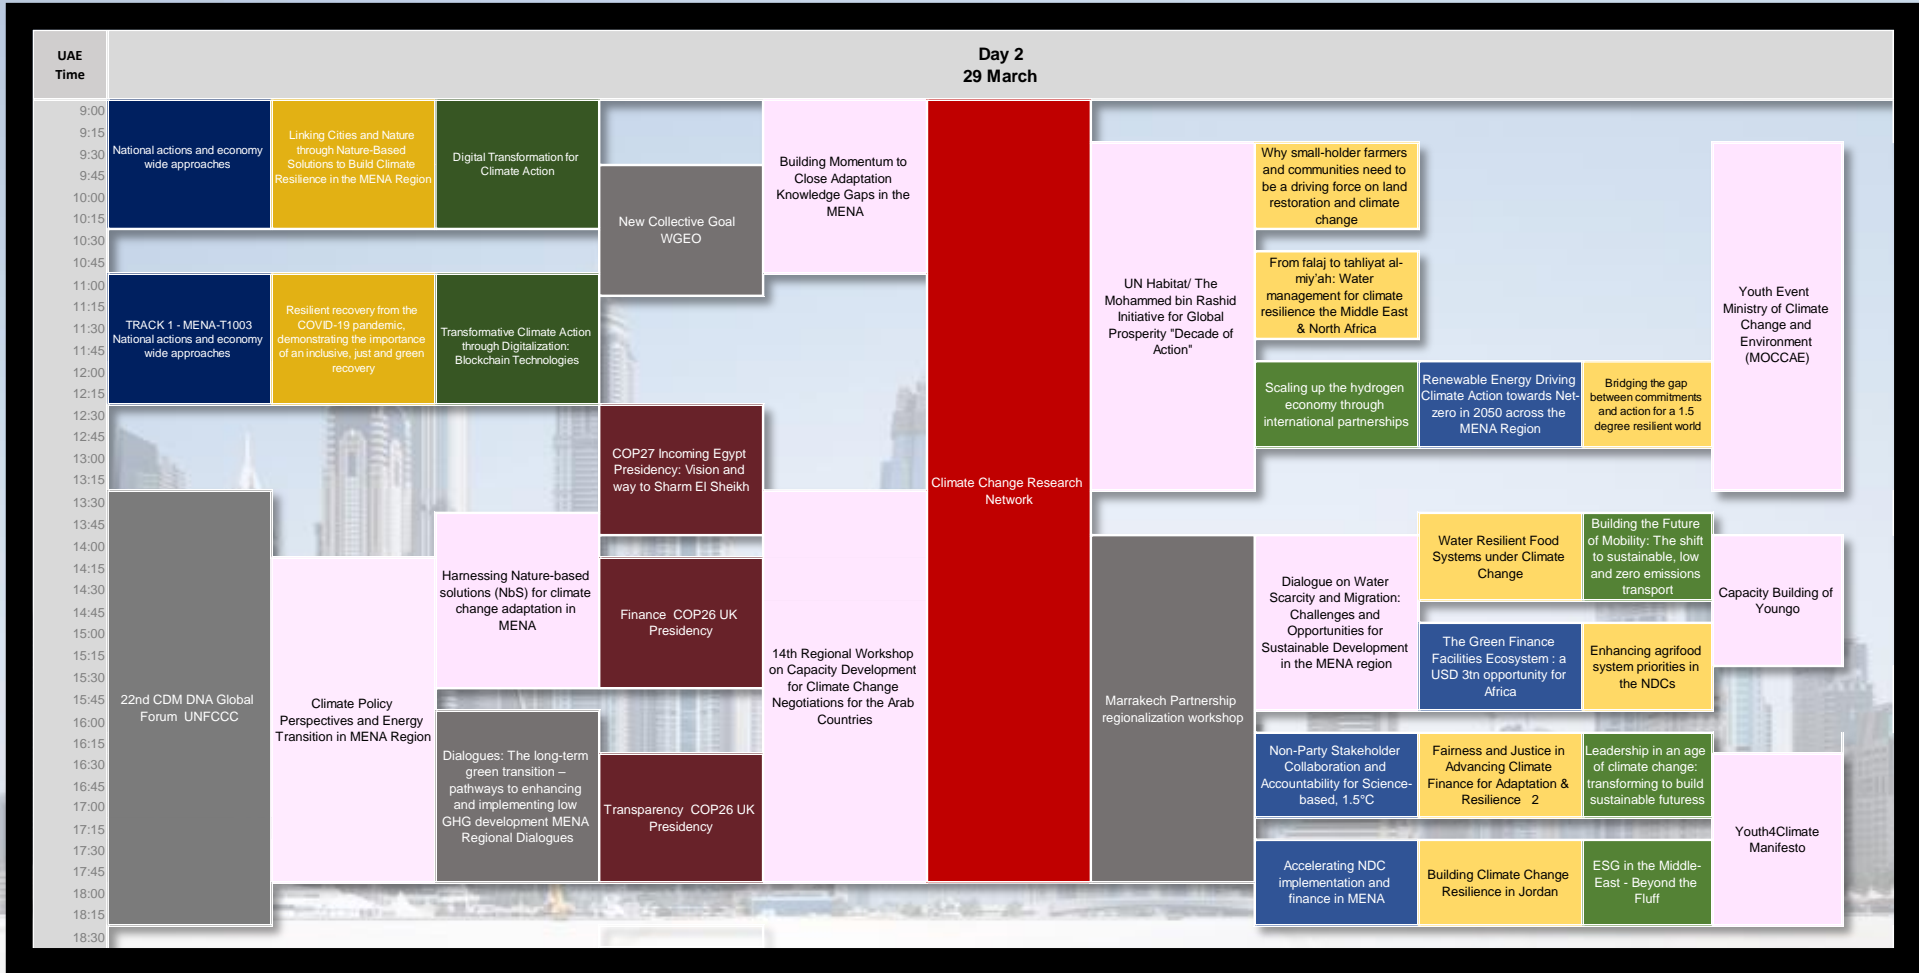 UAE
Time
Day 2
29 March
9:00
9:15
9:30
9:45
10:00
10:15
10:30
10:45
11:00
11:15
11:30
11:45
12:00
12:15
12:30
12:45
13:00
13:15
13:30
13:45
14:00
14:15
14:30
14:45
15:00
15:15
15:30
15:45
16:00
16:15
16:30
16:45
17:00
17:15
17:30
17:45
18:00
18:15
18:30
National actions and economy
wide approaches
TRACK 1 - MENA-T1003
National actions and economy
wide approaches
22nd CDM DNA Global
Forum UNFCCC
Linking Cities and Nature
through Nature-Based
Solutions to Build Climate
Resilience in the MENA Region
Resilient recovery from the
COVID-19 pandemic,
demonstrating the importance
of an inclusive, just and green
recovery
Climate Policy
Perspectives and Energy
Transition in MENA Region
Digital Transformation for
Climate Action
Transformative Climate Action
through Digitalization:
Blockchain Technologies
Harnessing Nature-based
solutions (NbS) for climate
change adaptation in
MENA
Dialogues: The long-term
green transition –
pathways to enhancing
and implementing low
GHG development MENA
Regional Dialogues
New Collective Goal
WGEO
COP27 Incoming Egypt
Presidency: Vision and
way to Sharm El Sheikh
Finance COP26 UK
Presidency
Transparency COP26 UK
Presidency
Building Momentum to
Close Adaptation
Knowledge Gaps in the
MENA
14th Regional Workshop
on Capacity Development
for Climate Change
Negotiations for the Arab
Countries
Climate Change Research
Network
UN Habitat/ The
Mohammed bin Rashid
Initiative for Global
Prosperity "Decade of
Action"
Marrakech Partnership
regionalization workshop
Why small-holder farmers
and communities need to
be a driving force on land
restoration and climate
change
From falaj to tahliyat al-
miy'ah: Water
management for climate
resilience the Middle East
& North Africa
Scaling up the hydrogen
economy through
international partnerships
Dialogue on Water
Scarcity and Migration:
Challenges and
Opportunities for
Sustainable Development
in the MENA region
Non-Party Stakeholder
Collaboration and
Accountability for Science-
based, 1.5°C
Accelerating NDC
implementation and
finance in MENA
Renewable Energy Driving
Climate Action towards Net-
zero in 2050 across the
MENA Region
Water Resilient Food
Systems under Climate
Change
The Green Finance
Facilities Ecosystem : a
USD 3tn opportunity for
Africa
Fairness and Justice in
Advancing Climate
Finance for Adaptation &
Resilience 2
Building Climate Change
Resilience in Jordan
Bridging the gap
between commitments
and action for a 1.5
degree resilient world
Building the Future
of Mobility: The shift
to sustainable, low
and zero emissions
transport
Enhancing agrifood
system priorities in
the NDCs
Leadership in an age
of climate change:
transforming to build
sustainable futuress
ESG in the Middle-
East - Beyond the
Fluff
Youth Event
Ministry of Climate
Change and
Environment
(MOCCAE)
Capacity Building of
Youngo
Youth4Climate
Manifesto